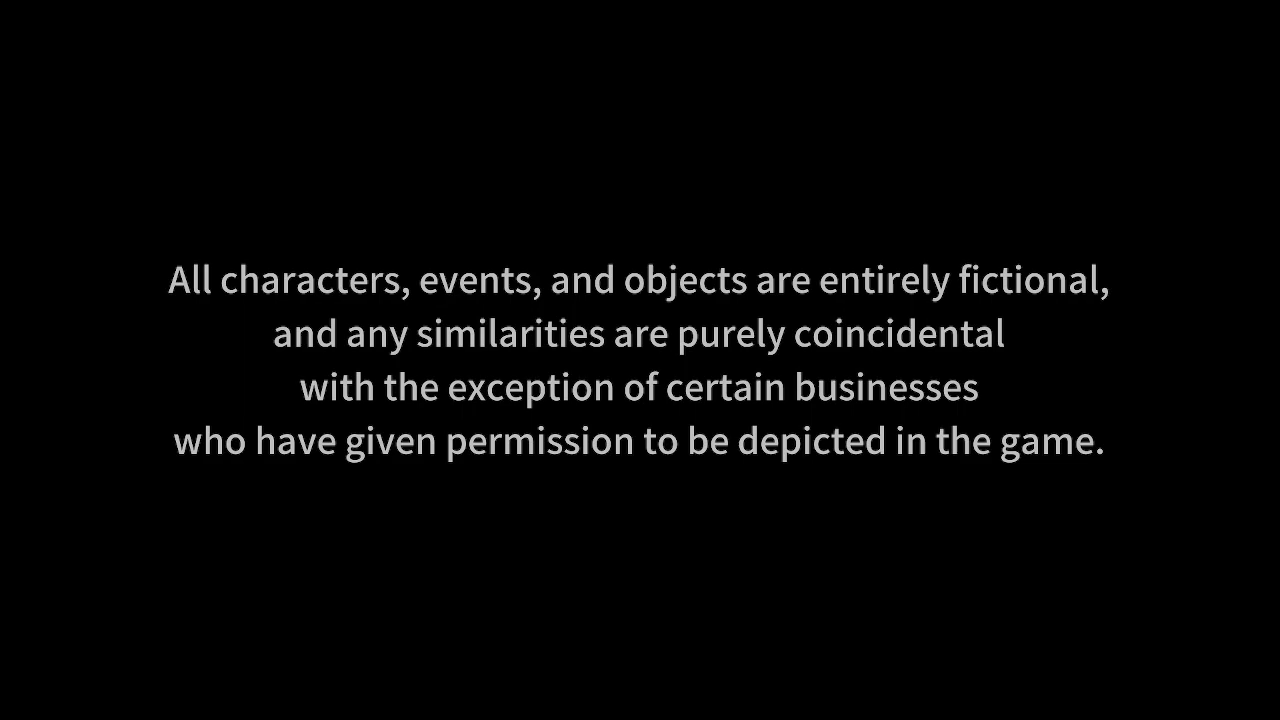 All characters, events, and objects are entirely fictional,
and any similarities are purely coincidental
with the exception of certain businesses
who have given permission to be depicted in the game.